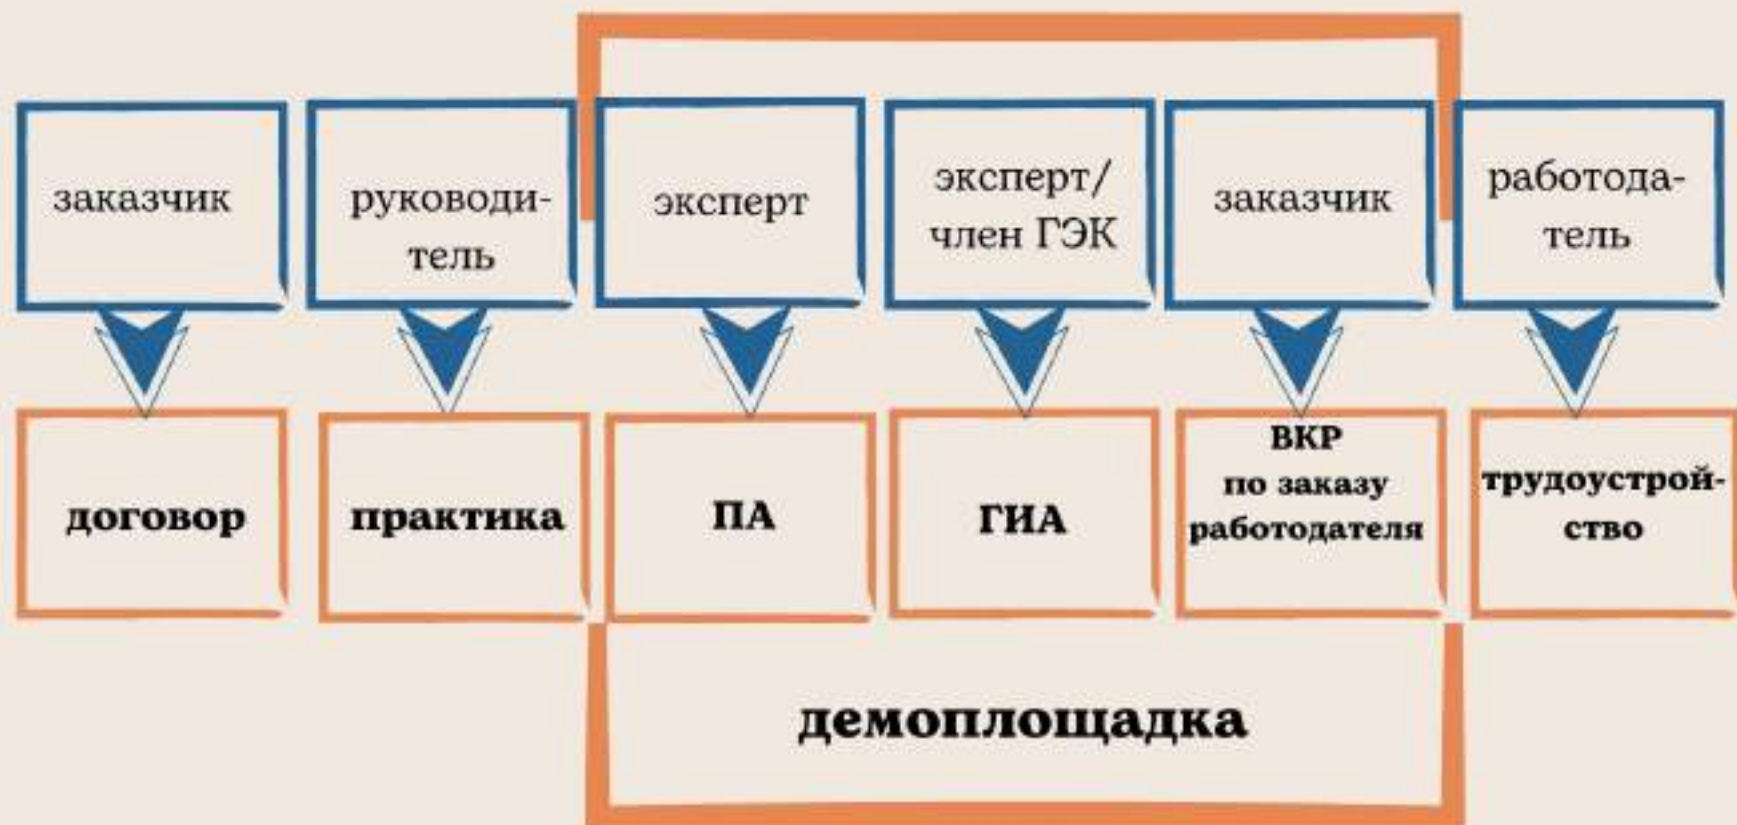 заказчик
руководи-
тель
эксперт
эксперт/
член ГЭК
заказчик
работода-
тель
договор
практика
ПА
ГИА
ВКР
по заказу
работодателя
трудоустрой-
ство
демоплощадка